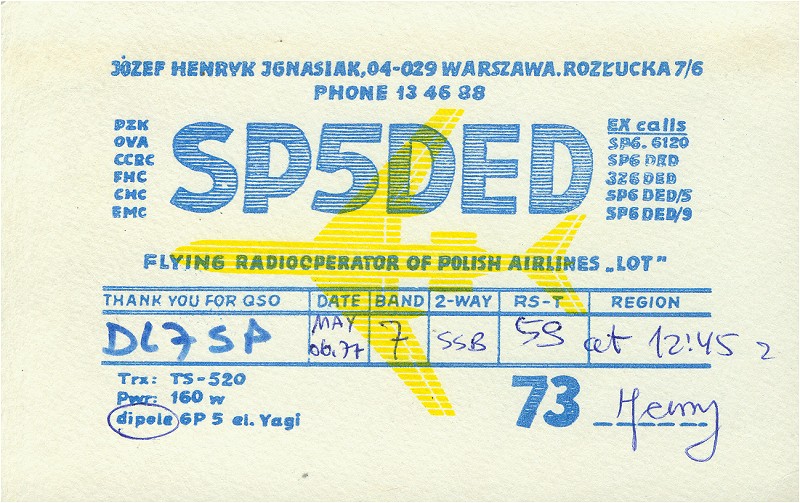 JÓZEF HENRYK IGNASIAK, 04-029 WARSZAWA. ROZŁUCKA 7/6
PHONE 13 46 88
PZK
OVA
CCRC
FHC
CHC
EMC
SP5DED
EX calls
SP6. 6120
SP6 DED
3Z6 DED
SP6 DED/5
SP6 DED/9
FLYING RADIOOPERATOR OF POLISH AIRLINES „LOT”
THANK YOU FOR QSO DATE BAND 2-WAY RS-T REGION
DL7SP MAY 06.77 7 SSB 59 at 12:45 z
Trx: TS-520
Pwr: 160 w
dipole GP 5 el. Yagi
73 Henry